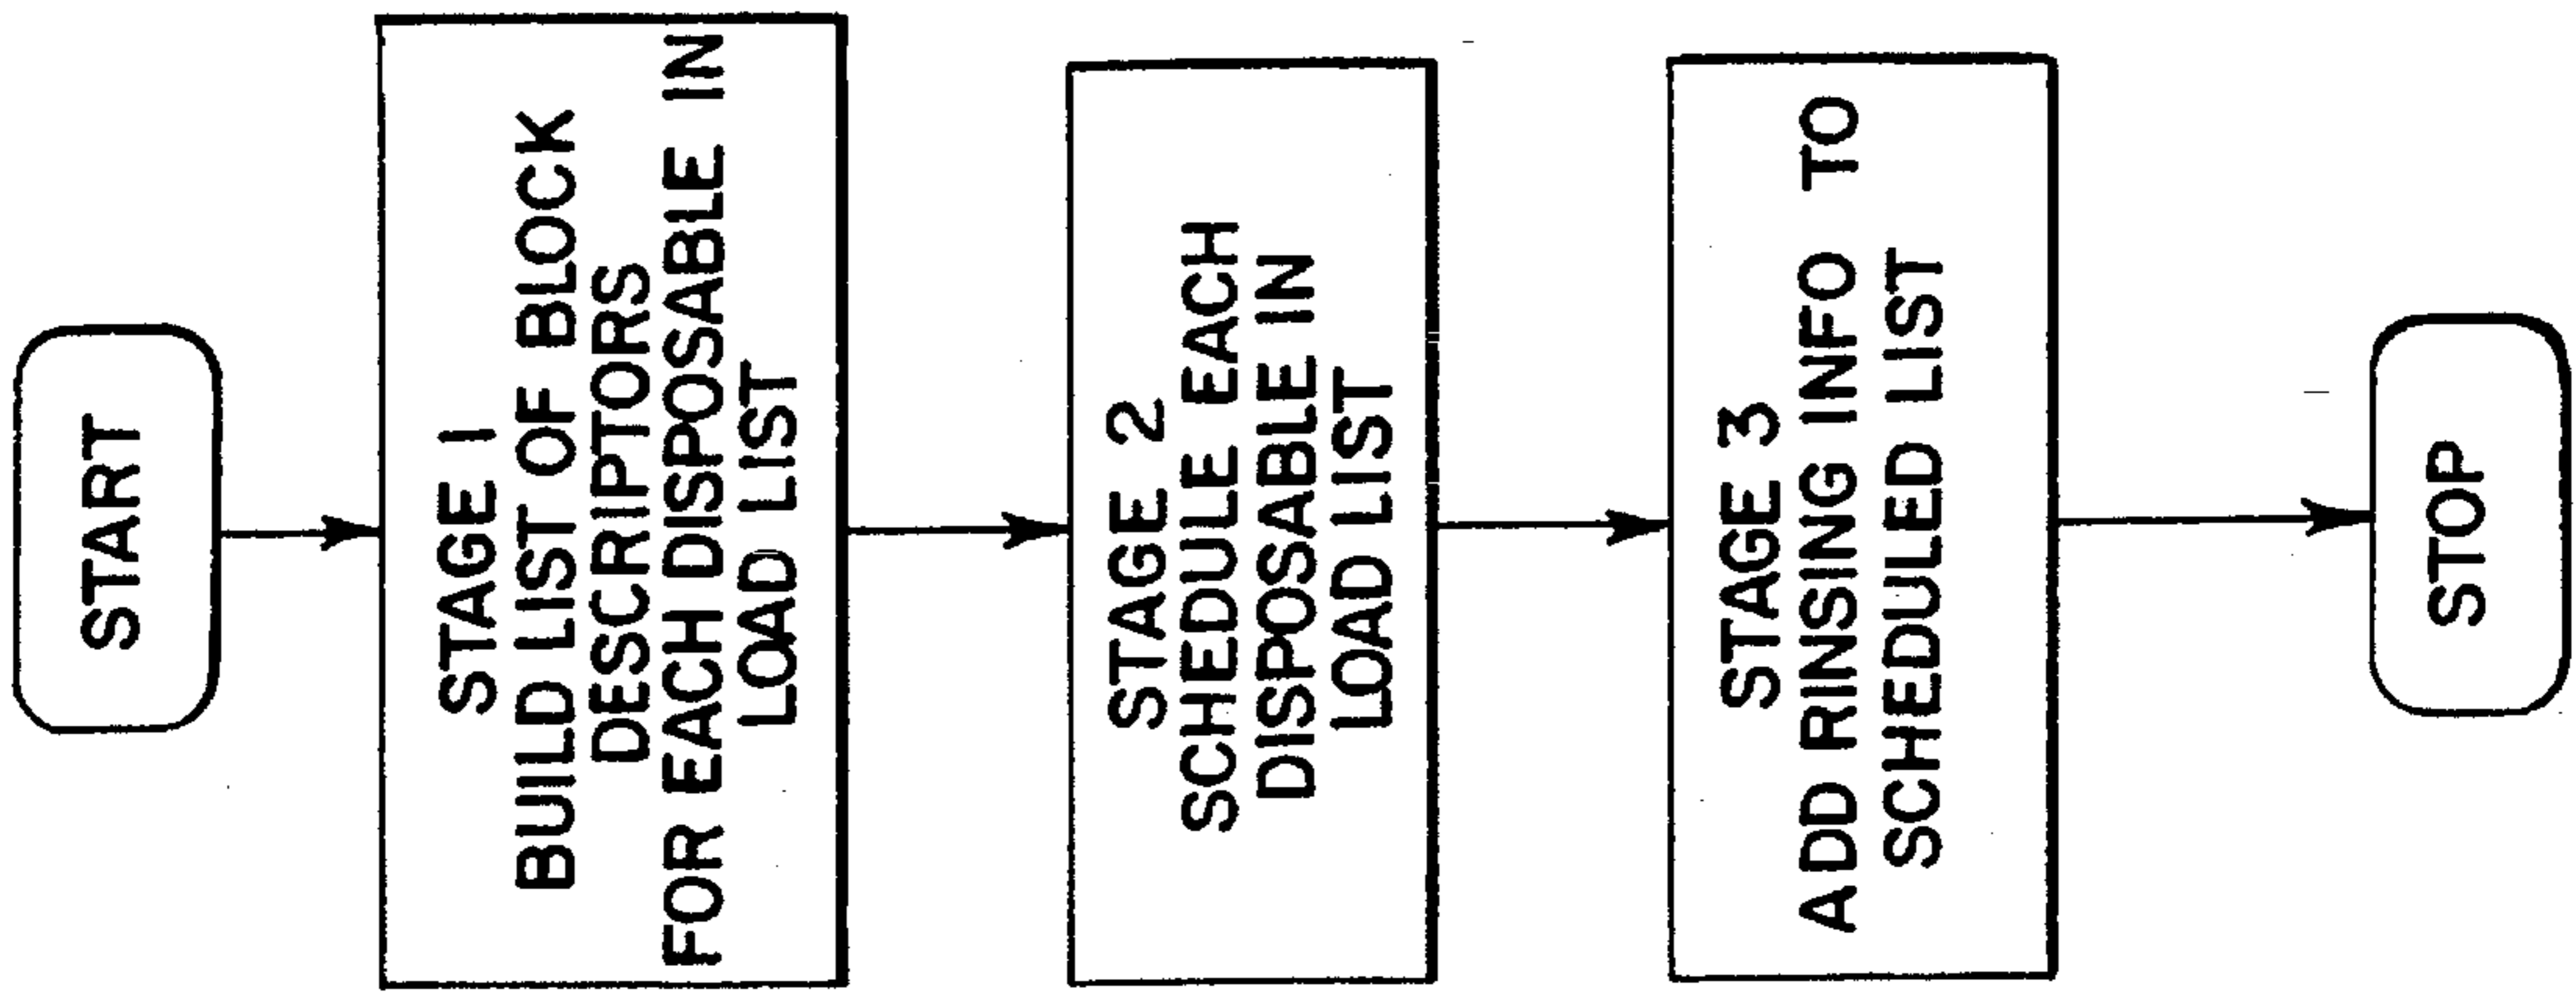 START
STAGE 1
BUILD LIST OF BLOCK
DESCRIPTORS
FOR EACH DISPOSABLE IN
LOAD LIST
STAGE 2
SCHEDULE EACH
DISPOSABLE IN
LOAD LIST
STAGE 3
ADD RINSING INFO TO
SCHEDULED LIST
STOP